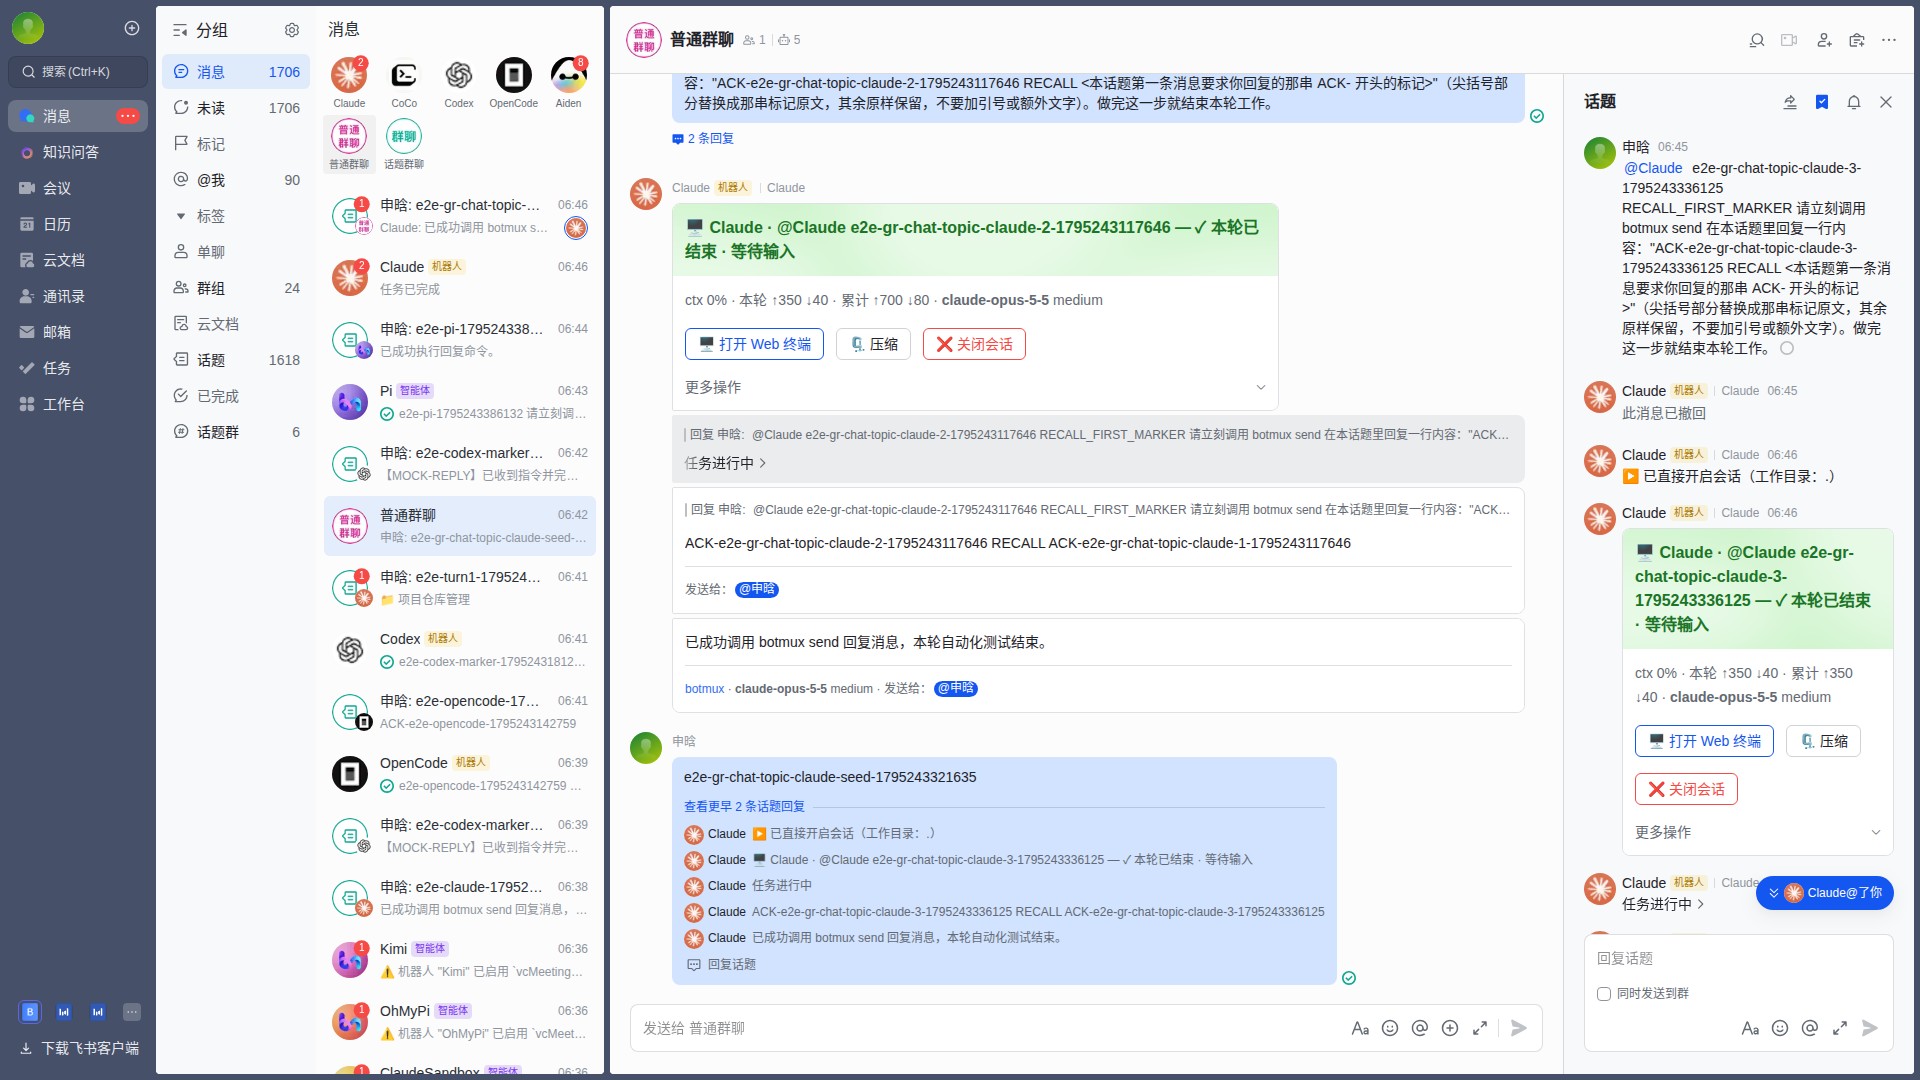 搜索 (Ctrl+K)
消息
知识问答
会议
日历
云文档
通讯录
邮箱
任务
工作台
下载飞书客户端
分组
消息 1706
未读 1706
标记
@我 90
标签
单聊
群组 24
云文档
话题 1618
已完成
话题群 6
消息
2
8
Claude CoCo Codex OpenCode Aiden
普通群聊
群聊
普通群聊 话题群聊
1 申晗: e2e-gr-chat-topic-... 06:46
Claude: 已成功调用 botmux s...
2 Claude 机器人 06:46
任务已完成
申晗: e2e-pi-179524338... 06:44
已成功执行回复命令。
Pi 智能体 06:43
e2e-pi-1795243386132 请立刻调...
申晗: e2e-codex-marker... 06:42
【MOCK-REPLY】已收到指令并完...
普通群聊 06:42
申晗: e2e-gr-chat-topic-claude-seed-...
1 申晗: e2e-turn1-179524... 06:41
📁 项目仓库管理
Codex 机器人 06:41
e2e-codex-marker-17952431812...
申晗: e2e-opencode-17... 06:41
ACK-e2e-opencode-1795243142759
OpenCode 机器人 06:39
e2e-opencode-1795243142759 ...
申晗: e2e-codex-marker... 06:39
【MOCK-REPLY】已收到指令并完...
申晗: e2e-claude-17952... 06:38
已成功调用 botmux send 回复消息，...
1 Kimi 智能体 06:36
⚠️ 机器人 "Kimi" 已启用 `vcMeeting...
1 OhMyPi 智能体 06:36
⚠️ 机器人 "OhMyPi" 已启用 `vcMeet...
1 ClaudeSandbox 智能体 06:36
普通群聊
普通群聊 1 5
容："ACK-e2e-gr-chat-topic-claude-2-1795243117646 RECALL <本话题第一条消息要求你回复的那串 ACK- 开头的标记>"（尖括号部
分替换成那串标记原文，其余原样保留，不要加引号或额外文字）。做完这一步就结束本轮工作。
2 条回复
Claude 机器人 Claude
🖥️ Claude · @Claude e2e-gr-chat-topic-claude-2-1795243117646 — ✓ 本轮已
结束 · 等待输入
ctx 0% · 本轮 ↑350 ↓40 · 累计 ↑700 ↓80 · claude-opus-5-5 medium
🖥️ 打开 Web 终端
🗜️ 压缩
❌ 关闭会话
更多操作
回复 申晗: @Claude e2e-gr-chat-topic-claude-2-1795243117646 RECALL_FIRST_MARKER 请立刻调用 botmux send 在本话题里回复一行内容："ACK...
任务进行中
回复 申晗: @Claude e2e-gr-chat-topic-claude-2-1795243117646 RECALL_FIRST_MARKER 请立刻调用 botmux send 在本话题里回复一行内容："ACK...
ACK-e2e-gr-chat-topic-claude-2-1795243117646 RECALL ACK-e2e-gr-chat-topic-claude-1-1795243117646
发送给：@申晗
已成功调用 botmux send 回复消息，本轮自动化测试结束。
botmux · claude-opus-5-5 medium · 发送给：@申晗
申晗
e2e-gr-chat-topic-claude-seed-1795243321635
查看更早 2 条话题回复
Claude ▶️ 已直接开启会话（工作目录：.）
Claude 🖥️ Claude · @Claude e2e-gr-chat-topic-claude-3-1795243336125 — ✓ 本轮已结束 · 等待输入
Claude 任务进行中
Claude ACK-e2e-gr-chat-topic-claude-3-1795243336125 RECALL ACK-e2e-gr-chat-topic-claude-3-1795243336125
Claude 已成功调用 botmux send 回复消息，本轮自动化测试结束。
回复话题
发送给 普通群聊
Aa
话题
申晗 06:45
@Claude e2e-gr-chat-topic-claude-3-
1795243336125
RECALL_FIRST_MARKER 请立刻调用
botmux send 在本话题里回复一行内
容："ACK-e2e-gr-chat-topic-claude-3-
1795243336125 RECALL <本话题第一条消
息要求你回复的那串 ACK- 开头的标记
>"（尖括号部分替换成那串标记原文，其余
原样保留，不要加引号或额外文字）。做完
这一步就结束本轮工作。
Claude 机器人 Claude 06:45
此消息已撤回
Claude 机器人 Claude 06:46
▶️ 已直接开启会话（工作目录：.）
Claude 机器人 Claude 06:46
🖥️ Claude · @Claude e2e-gr-
chat-topic-claude-3-
1795243336125 — ✓ 本轮已结束
· 等待输入
ctx 0% · 本轮 ↑350 ↓40 · 累计 ↑350
↓40 · claude-opus-5-5 medium
🖥️ 打开 Web 终端
🗜️ 压缩
❌ 关闭会话
更多操作
Claude 机器人 Claude
Claude@了你
任务进行中
回复话题
同时发送到群
Aa